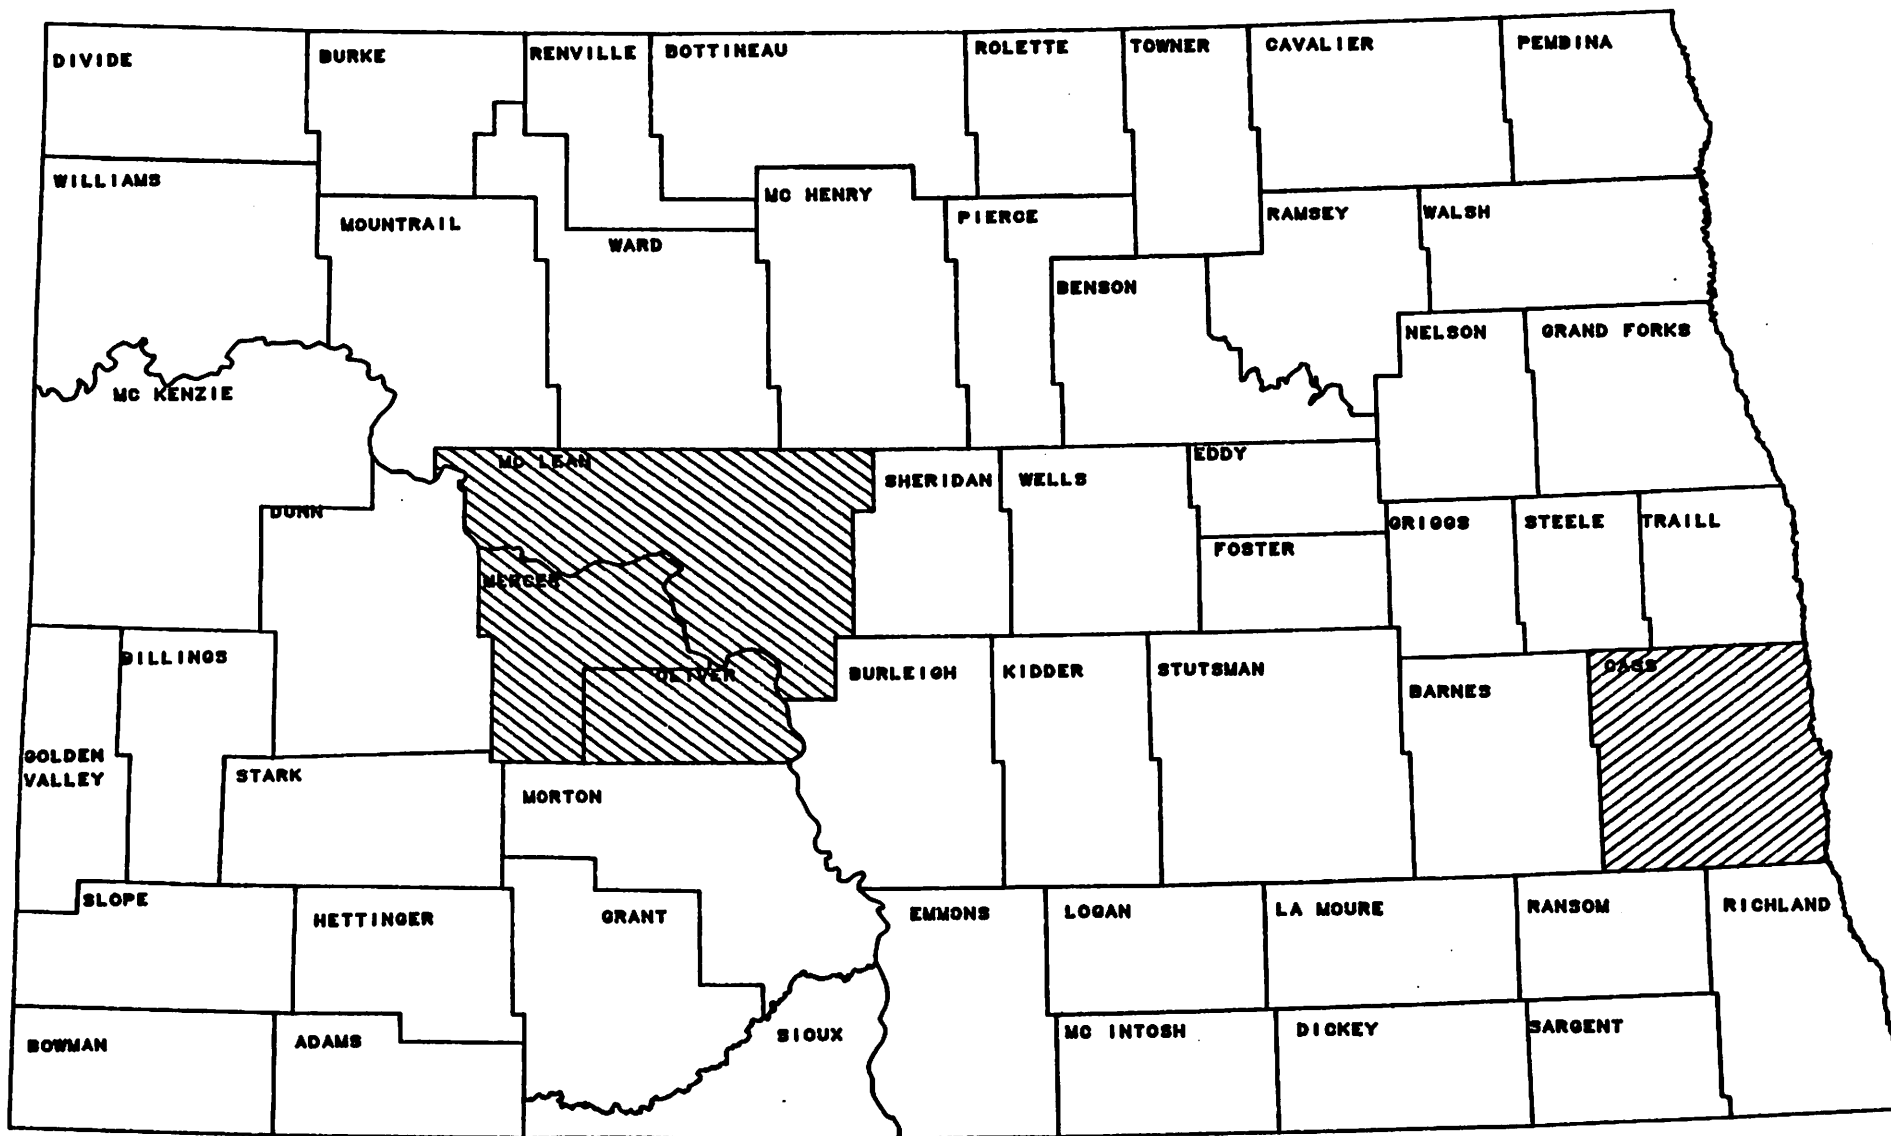 DIVIDE
BURKE
RENVILLE
BOTTINEAU
ROLETTE
TOWNER
CAVALIER
PEMBINA
WILLIAMS
MOUNTRAIL
WARD
MC HENRY
PIERCE
BENSON
RAMSEY
WALSH
NELSON
GRAND FORKS
MC KENZIE
DUNN
MC LEAN
SHERIDAN
WELLS
EDDY
FOSTER
GRIGGS
STEELE
TRAILL
MERCER
OLIVER
BILLINGS
GOLDEN
VALLEY
STARK
MORTON
BURLEIGH
KIDDER
STUTSMAN
BARNES
CASS
SLOPE
HETTINGER
GRANT
EMMONS
LOGAN
LA MOURE
RANSOM
RICHLAND
BOWMAN
ADAMS
SIOUX
MC INTOSH
DICKEY
SARGENT